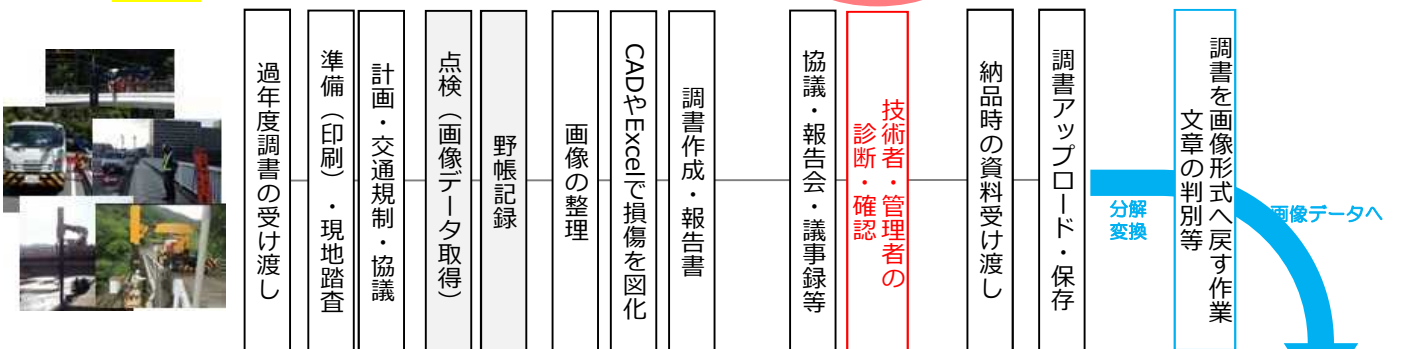 過年度調書の受け渡し
準備（印刷）・現地踏査
計画・交通規制・協議
点検（画像データ取得）
野帳記録
画像の整理
CADやExcelで損傷を図化
調書作成・報告書
協議・報告会・議事録等
技術者・管理者の
診断・確認
納品時の資料受け渡し
調書アップロード・保存
分解
変換
調書を画像形式へ戻す作業
文章の判別等
画像データへ